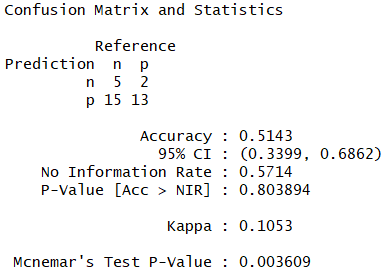 Confusion Matrix and Statistics
Reference
Prediction n p
n 5 2
p 15 13
Accuracy : 0.5143
95% CI : (0.3399, 0.6862)
No Information Rate : 0.5714
P-Value [Acc > NIR] : 0.803894
Kappa : 0.1053
Mcnemar's Test P-Value : 0.003609